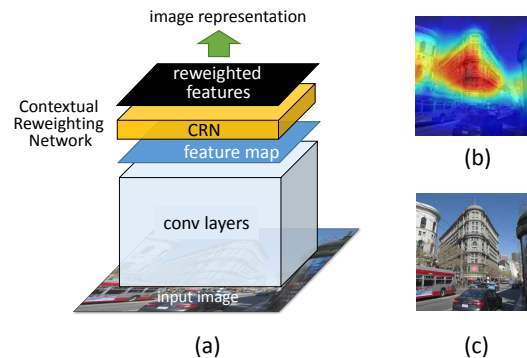 image representation
reweighted
features
Contextual
Reweighting
Network
CRN
feature map
conv layers
input image
(a)
(b)
(c)